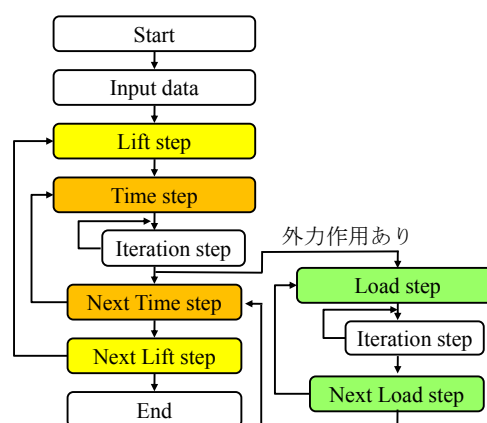 Start
Input data
Lift step
Time step
Iteration step
外力作用あり
Load step
Next Time step
Iteration step
Next Lift step
Next Load step
End